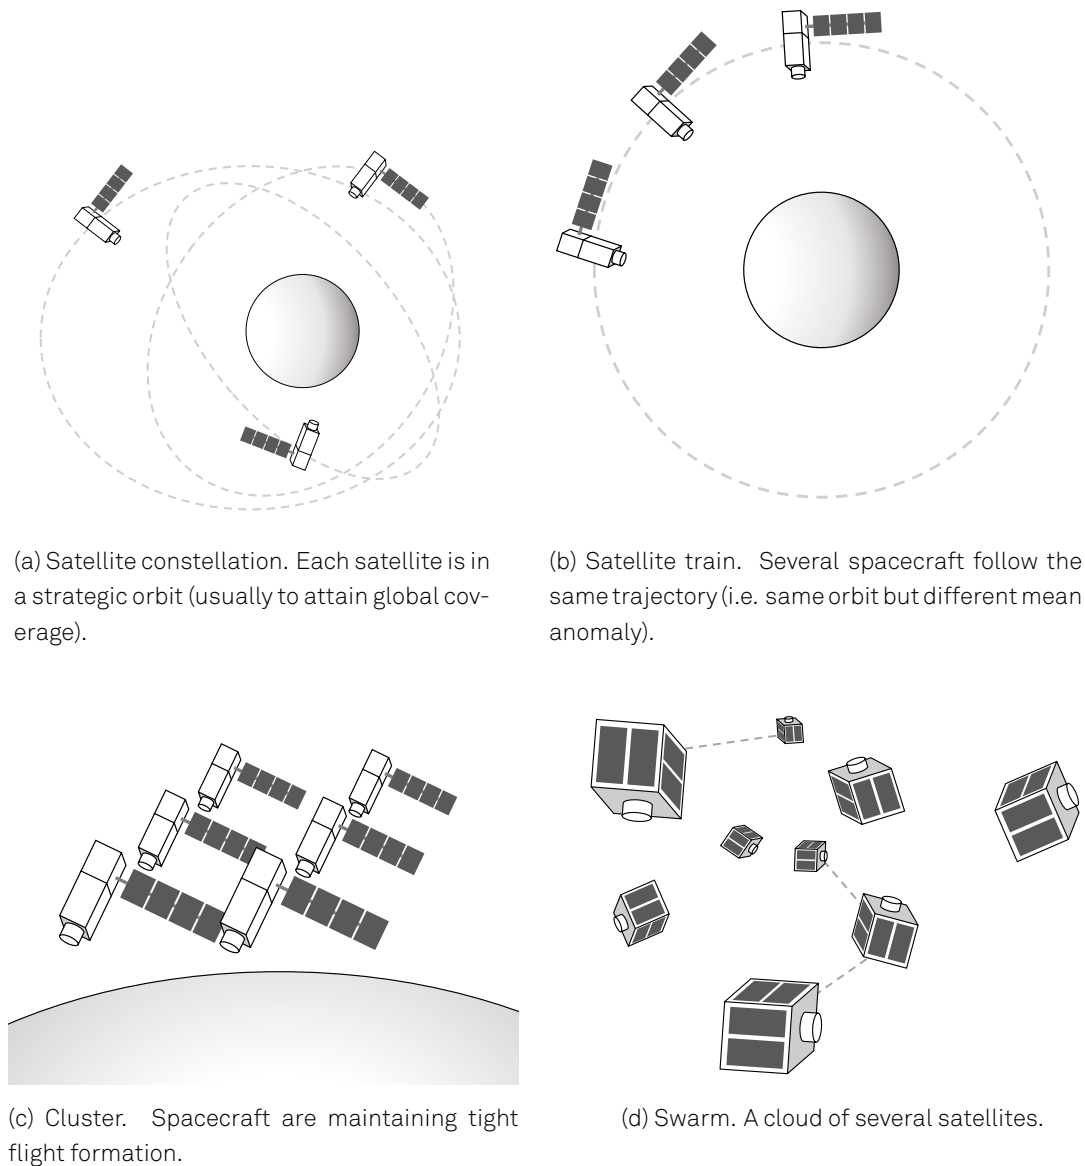 (a) Satellite constellation. Each satellite is in
a strategic orbit (usually to attain global cov-
erage).
(b) Satellite train. Several spacecraft follow the
same trajectory (i.e. same orbit but different mean
anomaly).
(c) Cluster. Spacecraft are maintaining tight
flight formation.
(d) Swarm. A cloud of several satellites.